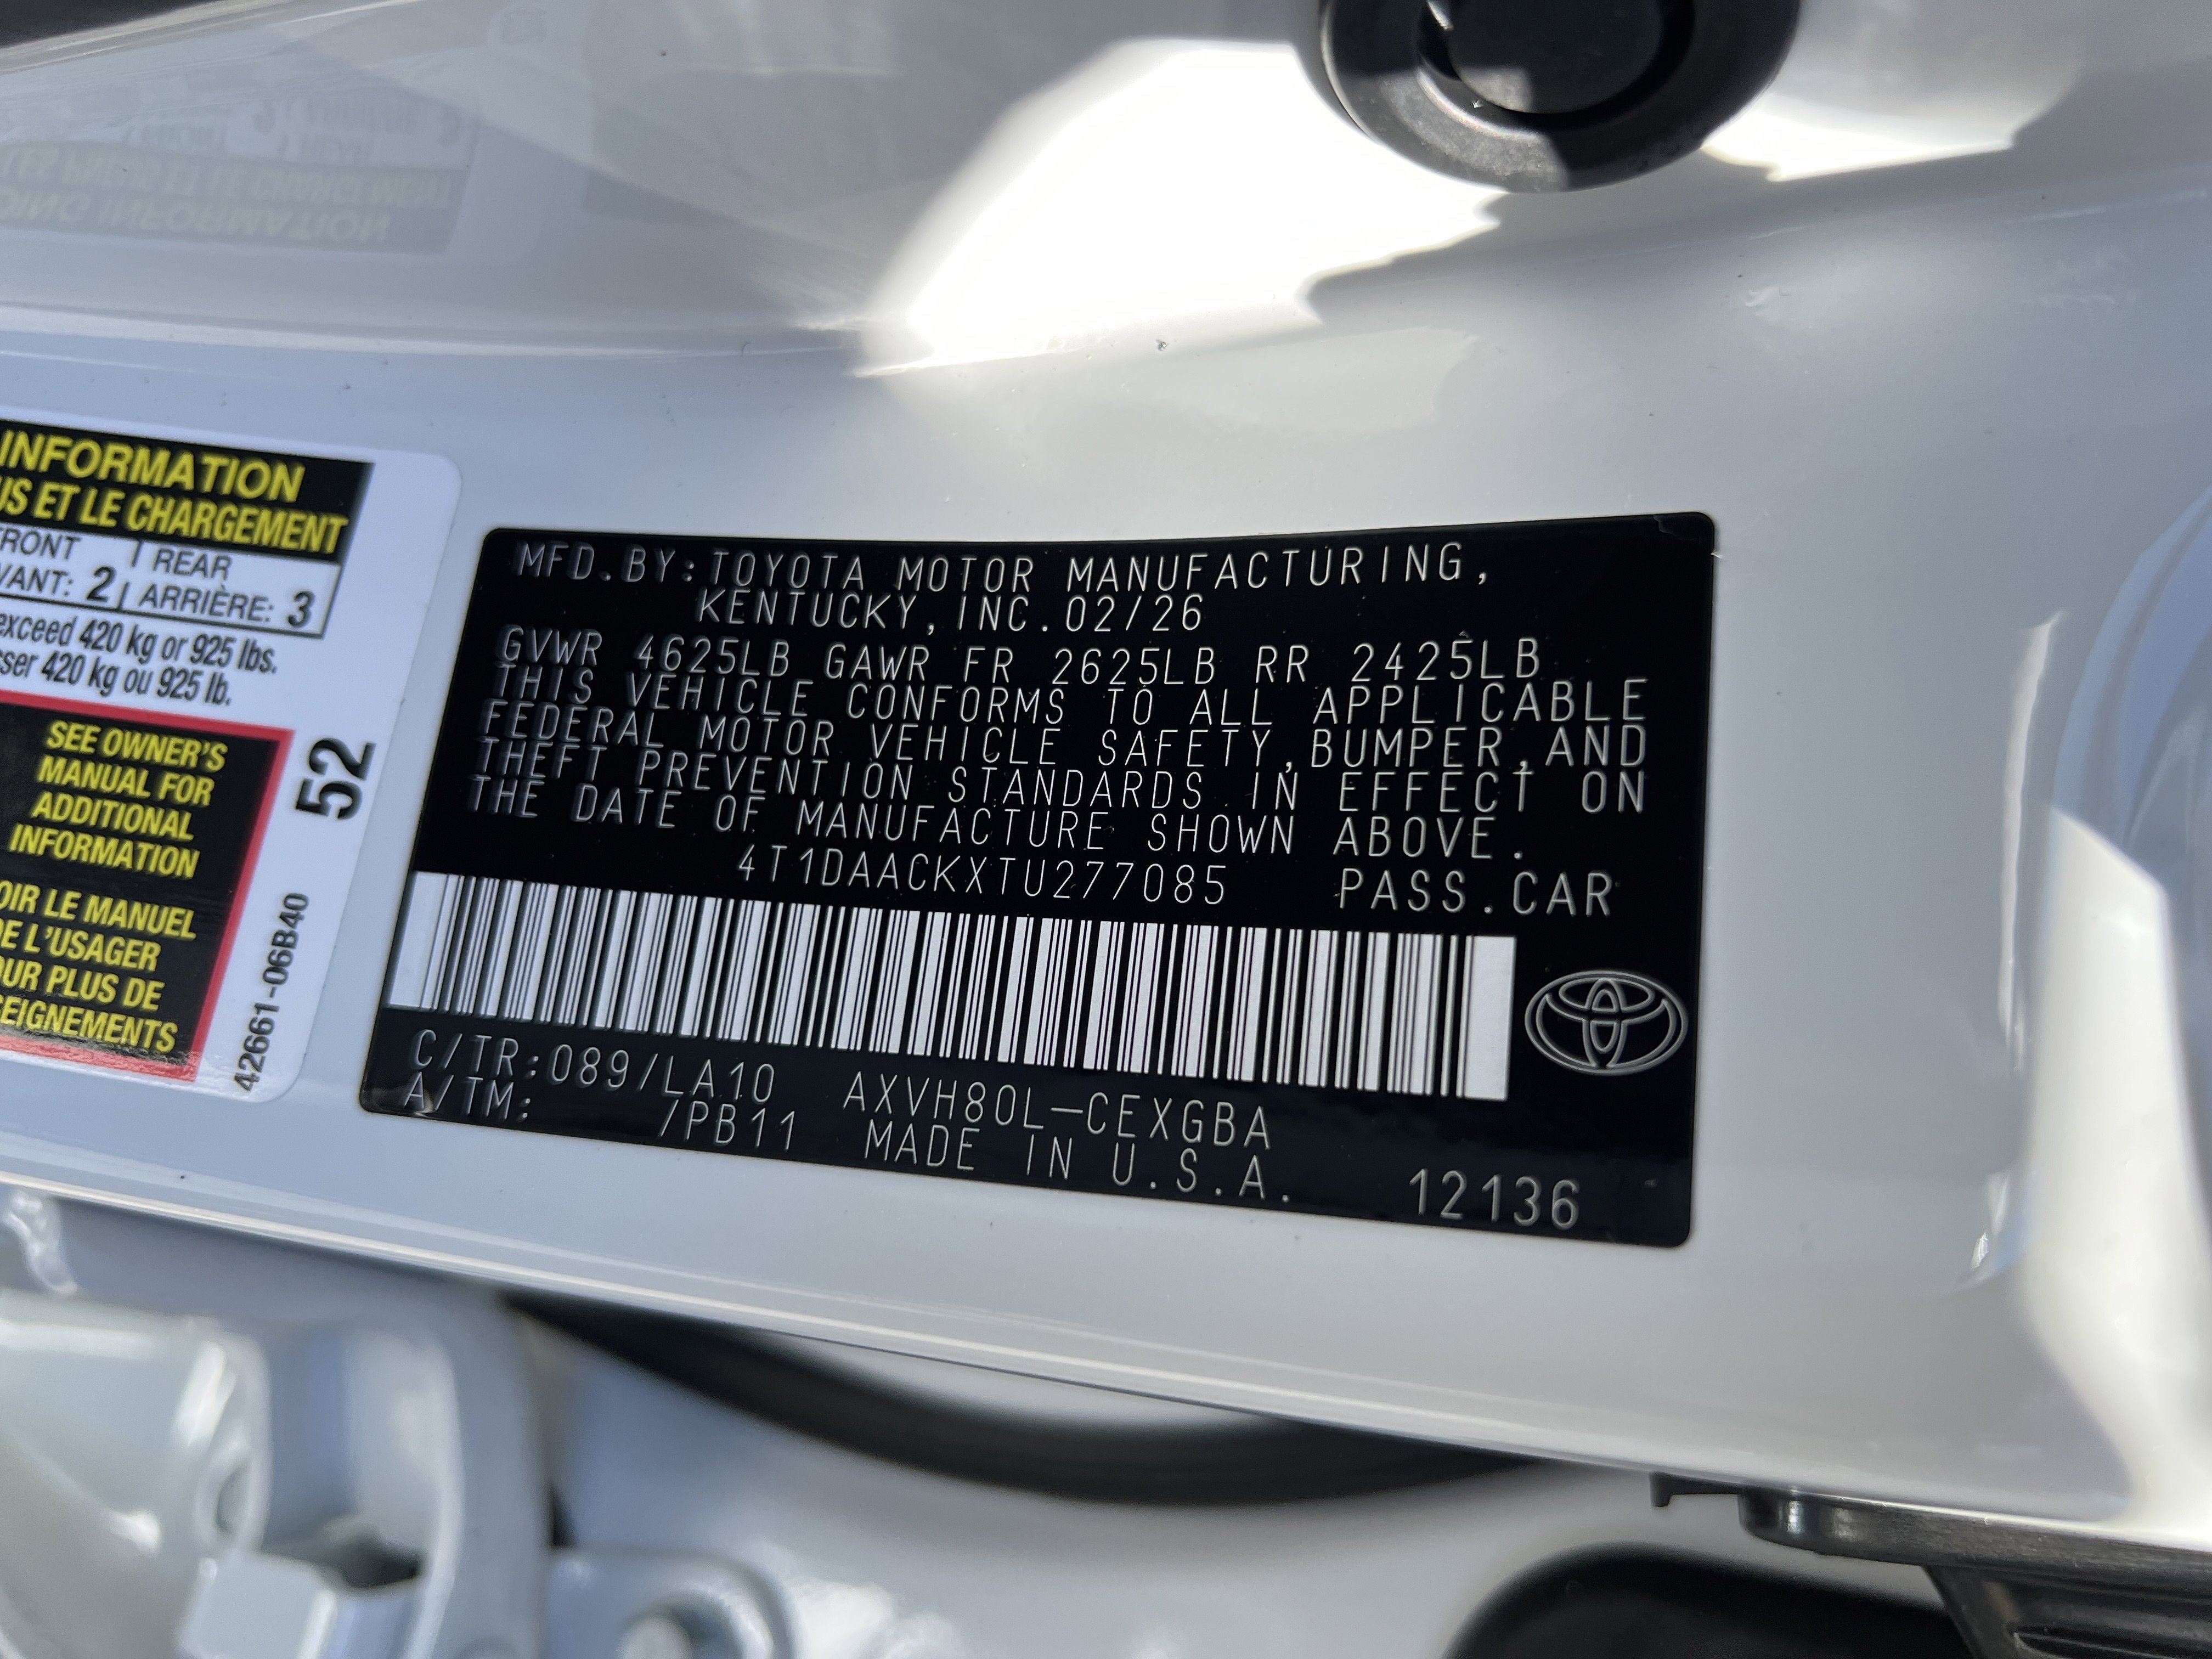 INFORMATION
US ET LE CHARGEMENT
FRONT | REAR
VANT: 2 | ARRIÈRE: 3
exceed 420 kg or 925 lbs.
sser 420 kg ou 925 lb.
SEE OWNER'S
MANUAL FOR
ADDITIONAL
INFORMATION
OIR LE MANUEL
DE L'USAGER
OUR PLUS DE
SEIGNEMENTS
52
42661-06B40
MFD.BY:TOYOTA MOTOR MANUFACTURING,
KENTUCKY,INC.02/26
GVWR 4625LB GAWR FR 2625LB RR 2425LB
THIS VEHICLE CONFORMS TO ALL APPLICABLE
FEDERAL MOTOR VEHICLE SAFETY,BUMPER,AND
THEFT PREVENTION STANDARDS IN EFFECT ON
THE DATE OF MANUFACTURE SHOWN ABOVE.
4T1DAACKXTU277085 PASS.CAR
C/TR:089/LA10 AXVH80L-CEXGBA
A/TM: /PB11 MADE IN U.S.A. 12136